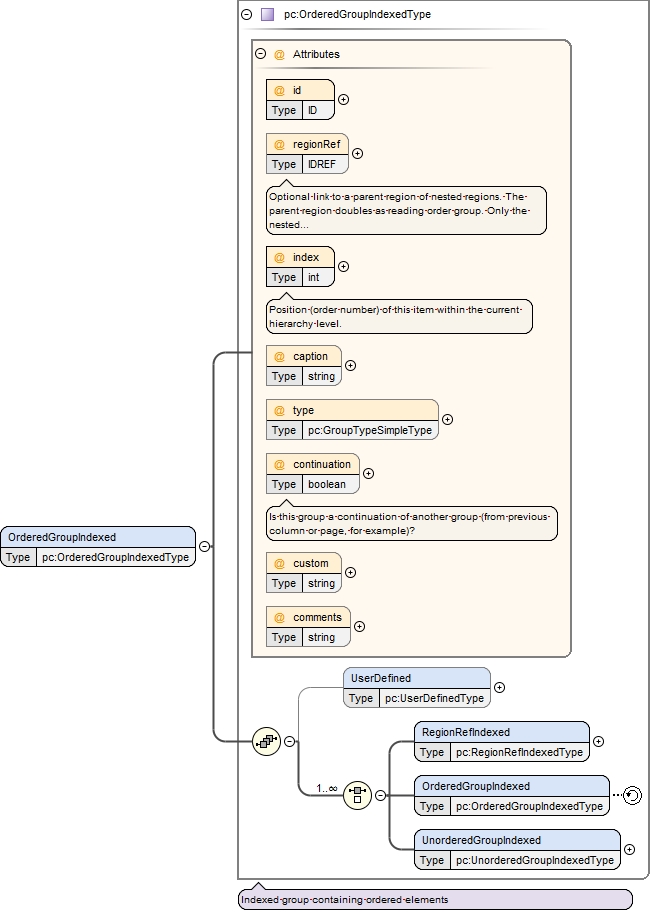 pc:OrderedGroupIndexedType
@ Attributes
@ id
Type ID
@ regionRef
Type IDREF
Optional link to a parent region of nested regions. The
parent region doubles as reading order group. Only the
nested...
@ index
Type int
Position (order number) of this item within the current
hierarchy level.
@ caption
Type string
@ type
Type pc:GroupTypeSimpleType
@ continuation
Type boolean
Is this group a continuation of another group (from previous
column or page, for example)?
OrderedGroupIndexed
Type pc:OrderedGroupIndexedType
@ custom
Type string
@ comments
Type string
UserDefined
Type pc:UserDefinedType
RegionRefIndexed
Type pc:RegionRefIndexedType
1..∞
OrderedGroupIndexed
Type pc:OrderedGroupIndexedType
UnorderedGroupIndexed
Type pc:UnorderedGroupIndexedType
Indexed group containing ordered elements